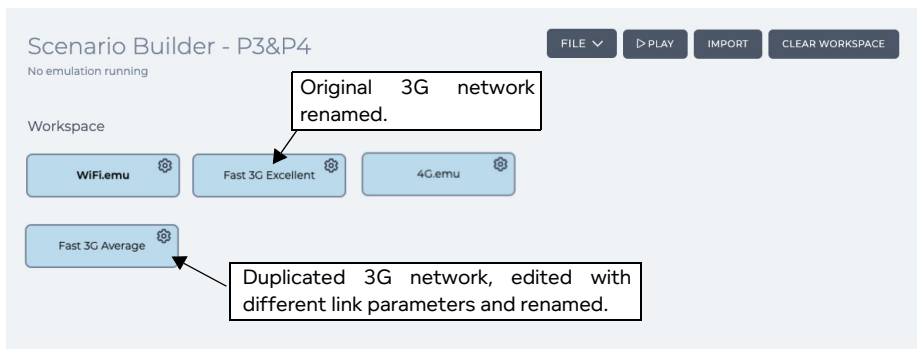 Scenario Builder - P3&P4
FILE
PLAY
IMPORT
CLEAR WORKSPACE
No emulation running
Original 3G network
renamed.
Workspace
WiFi.emu
Fast 3G Excellent
4G.emu
Fast 3G Average
Duplicated 3G network, edited with
different link parameters and renamed.